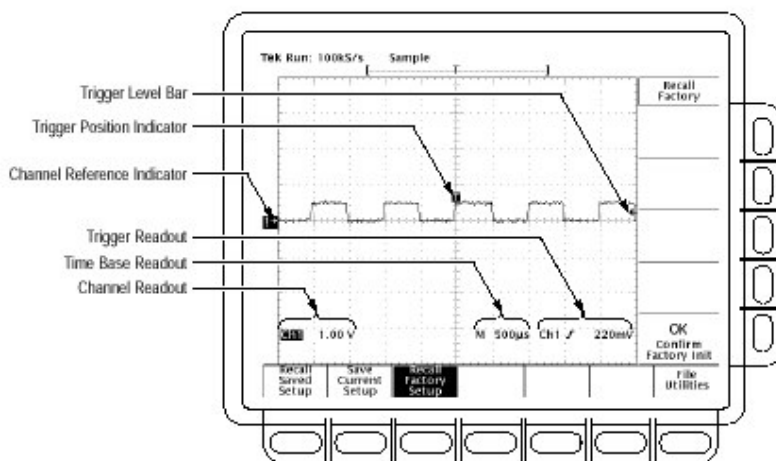 Tek Run: 100kS/s Sample
Trigger Level Bar
Trigger Position Indicator
Channel Reference Indicator
Trigger Readout
Time Base Readout
Channel Readout
Recall
Factory
T
1
Ch1 1.00 V
M 500µs
Ch1 220mV
OK
Confirm
Factory Init
Recall
Saved
Setup
Save
Current
Setup
Recall
Factory
Setup
File
Utilities